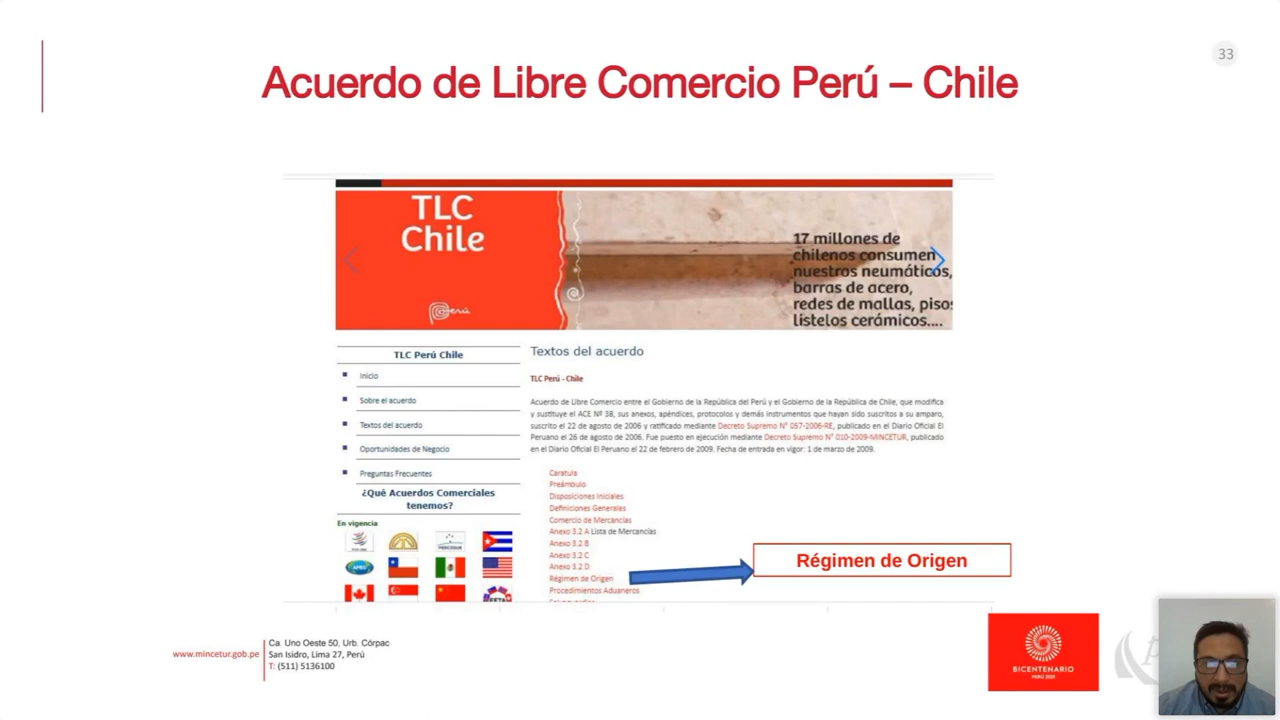 33
Acuerdo de Libre Comercio Perú – Chile
TLC
Chile
Perú
17 millones de
chilenos consumen
nuestros neumáticos,
barras de acero,
redes de mallas, piso
listelos cerámicos....
TLC Perú Chile
Inicio
Sobre el acuerdo
Textos del acuerdo
Oportunidades de Negocio
Preguntas Frecuentes
¿Qué Acuerdos Comerciales
tenemos?
En vigencia
MERCOSUR
APEC
EFTA
Textos del acuerdo
TLC Perú - Chile
Acuerdo de Libre Comercio entre el Gobierno de la República del Perú y el Gobierno de la República de Chile, que modifica
y sustituye el ACE Nº 38, sus anexos, apéndices, protocolos y demás instrumentos que hayan sido suscritos a su amparo,
suscrito el 22 de agosto de 2006 y ratificado mediante Decreto Supremo N° 057-2006-RE, publicado en el Diario Oficial El
Peruano el 26 de agosto de 2006. Fue puesto en ejecución mediante Decreto Supremo N° 010-2009-MINCETUR, publicado
en el Diario Oficial El Peruano el 22 de febrero de 2009. Fecha de entrada en vigor: 1 de marzo de 2009.
Caratula
Preámbulo
Disposiciones Iniciales
Definiciones Generales
Comercio de Mercancías
Anexo 3.2 A Lista de Mercancías
Anexo 3.2 B
Anexo 3.2 C
Anexo 3.2 D
Régimen de Origen
Procedimientos Aduaneros
Régimen de Origen
www.mincetur.gob.pe
Ca. Uno Oeste 50, Urb. Córpac
San Isidro, Lima 27, Perú
T: (511) 5136100
BICENTENARIO
PERÚ 2021